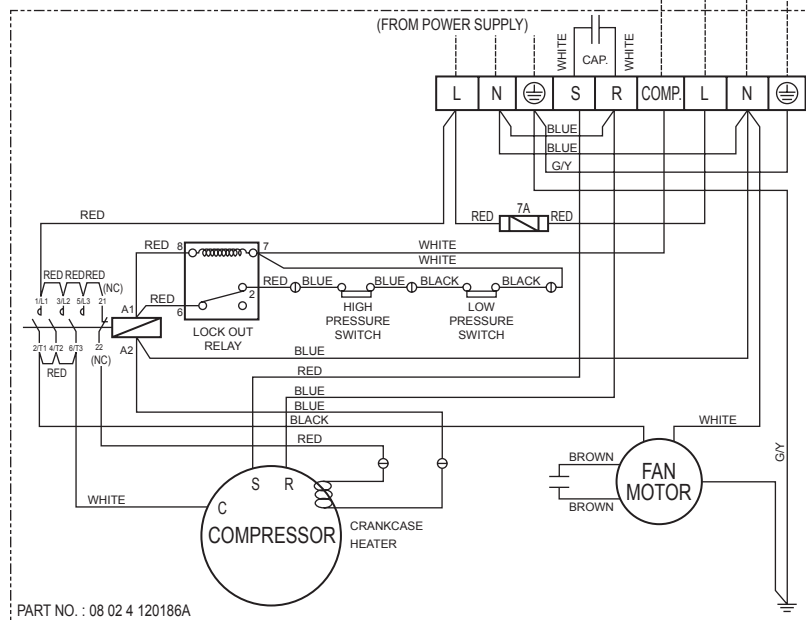 (FROM POWER SUPPLY)
WHITE
CAP.
WHITE
L N S R COMP. L N
BLUE
BLUE
G/Y
7A
RED RED
RED
RED 8 7 WHITE
WHITE
RED BLUE BLUE BLACK BLACK
2
RED RED RED (NC)
1/L1 3/L2 5/L3 21
A1 RED 6
HIGH
PRESSURE
SWITCH
LOW
PRESSURE
SWITCH
LOCK OUT
RELAY
2/T1 4/T2 6/T3 22
(NC)
A2
RED
BLUE
RED
BLUE
BLUE
BLACK
RED
WHITE
G/Y
BROWN
FAN
MOTOR
BROWN
WHITE
S R
C
COMPRESSOR
CRANKCASE
HEATER
PART NO. : 08 02 4 120186A